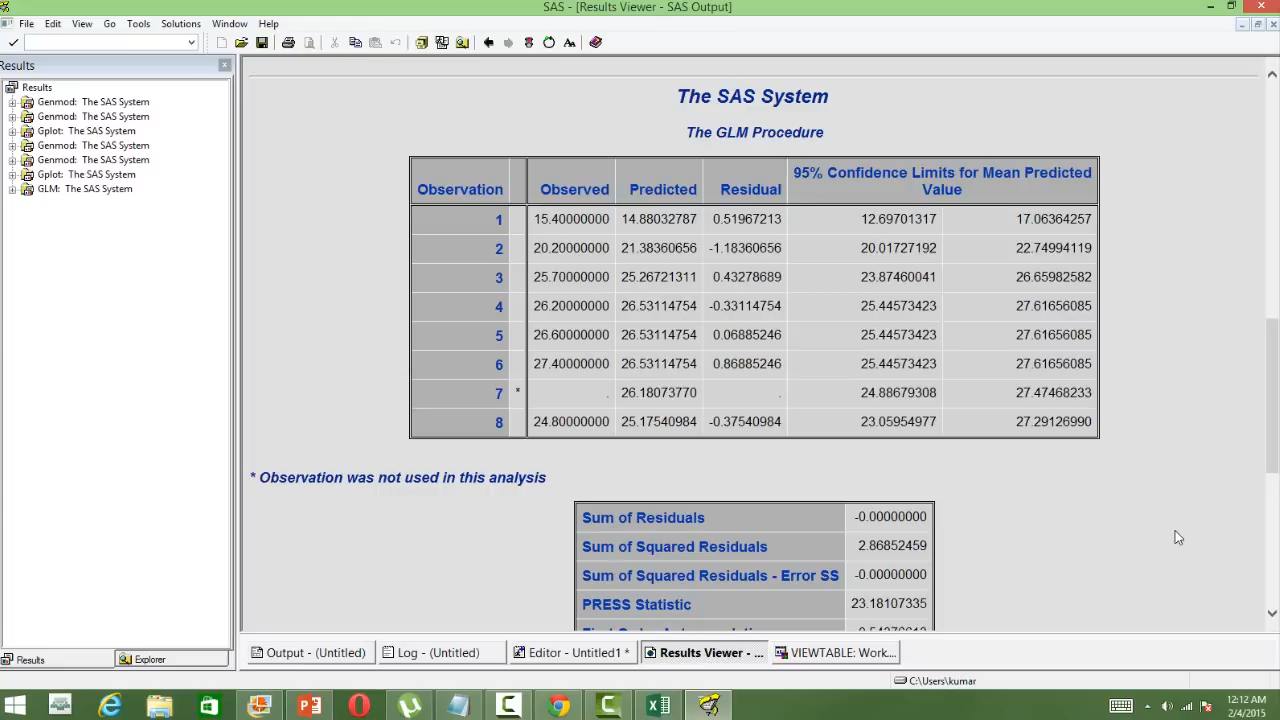 SAS - [Results Viewer - SAS Output]
File Edit View Go Tools Solutions Window Help
Results
Results
Genmod: The SAS System
Genmod: The SAS System
Gplot: The SAS System
Genmod: The SAS System
Genmod: The SAS System
Gplot: The SAS System
GLM: The SAS System
Results Explorer
The SAS System
The GLM Procedure
Observation Observed Predicted Residual 95% Confidence Limits for Mean Predicted
Value
1 15.40000000 14.88032787 0.51967213 12.69701317 17.06364257
2 20.20000000 21.38360656 -1.18360656 20.01727192 22.74994119
3 25.70000000 25.26721311 0.43278689 23.87460041 26.65982582
4 26.20000000 26.53114754 -0.33114754 25.44573423 27.61656085
5 26.60000000 26.53114754 0.06885246 25.44573423 27.61656085
6 27.40000000 26.53114754 0.86885246 25.44573423 27.61656085
7 * . 26.18073770 . 24.88679308 27.47468233
8 24.80000000 25.17540984 -0.37540984 23.05954977 27.29126990
* Observation was not used in this analysis
Sum of Residuals -0.00000000
Sum of Squared Residuals 2.86852459
Sum of Squared Residuals - Error SS -0.00000000
PRESS Statistic 23.18107335
Output - (Untitled) Log - (Untitled) Editor - Untitled1 * Results Viewer - ... VIEWTABLE: Work...
C:\Users\kumar
12:12 AM
2/4/2015